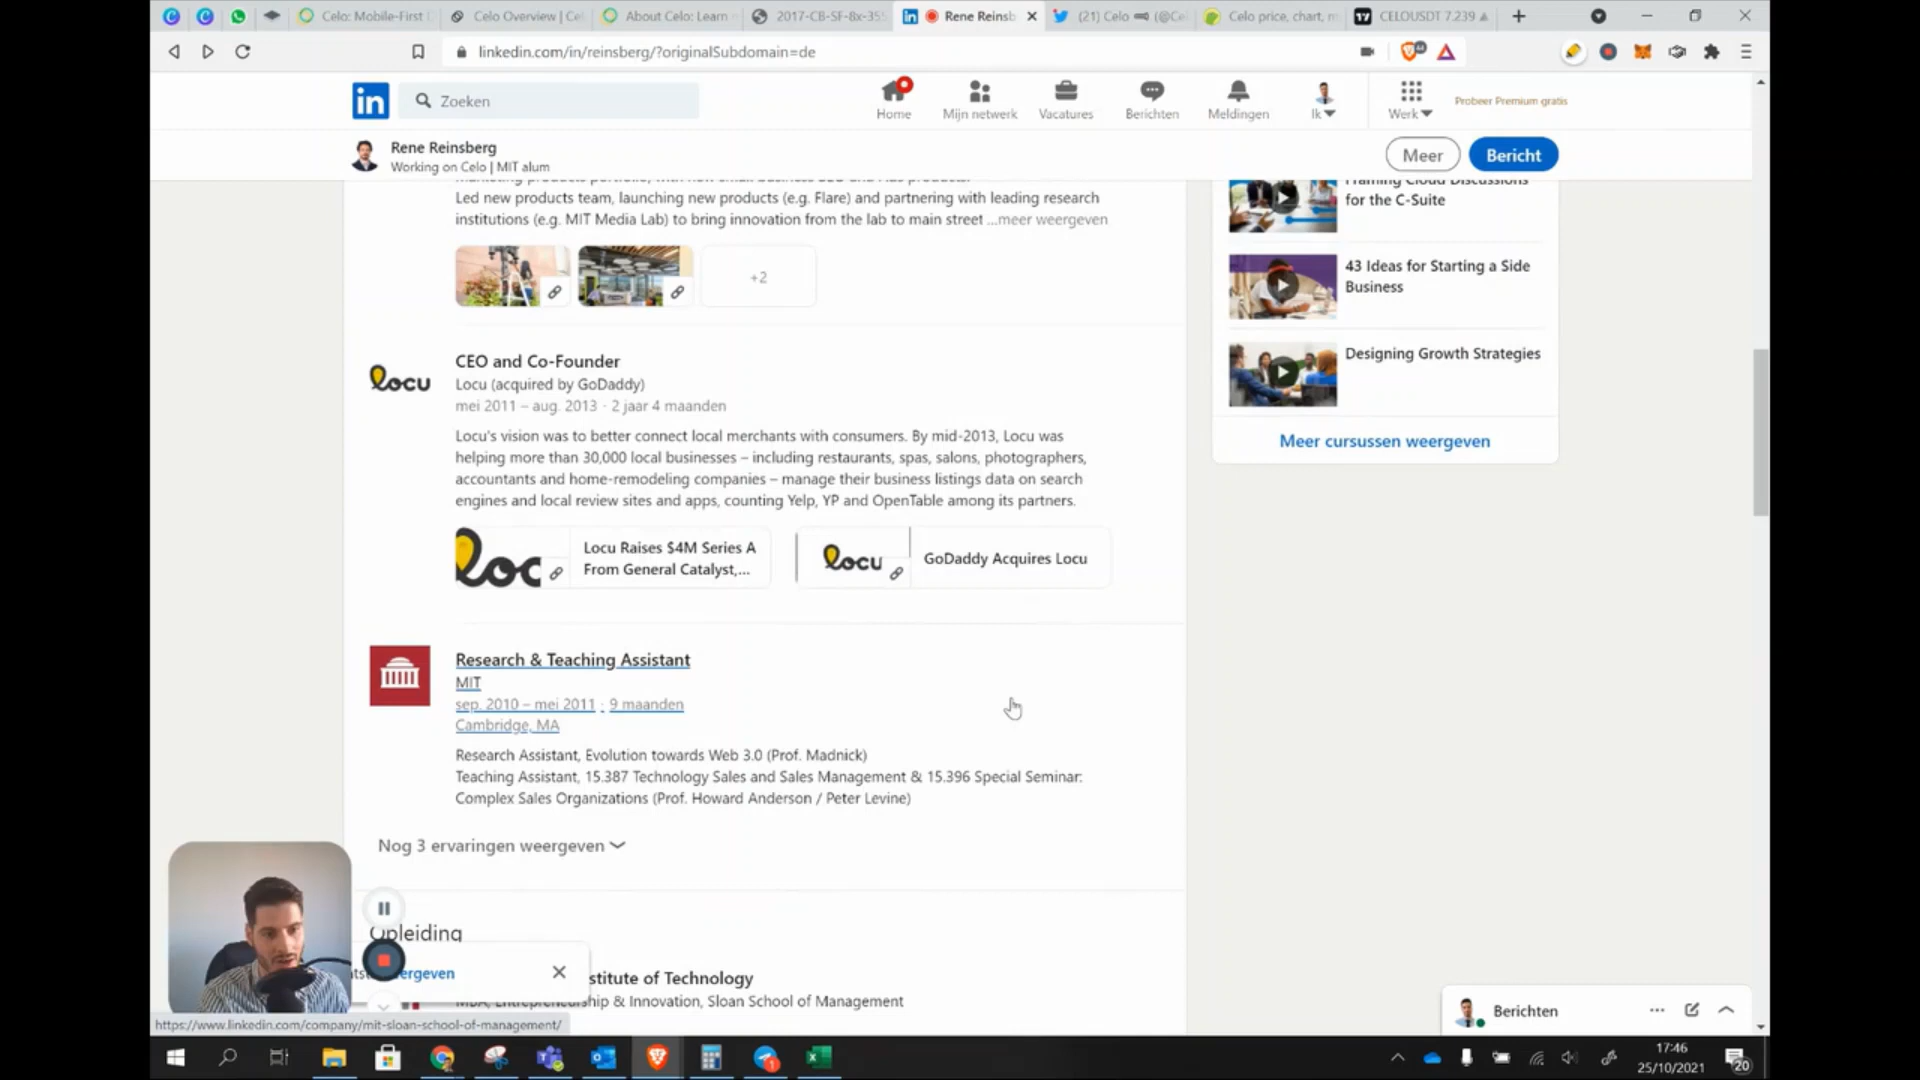 Celo: Mobile-First
Celo Overview | Ce
About Celo: Learn
2017-CB-SF-8x-35
Rene Reinsb
(21) Celo
Celo price, chart, m
CELOUSDT 7.239
linkedin.com/in/reinsberg/?originalSubdomain=de
44
in
Zoeken
Home
Mijn netwerk
Vacatures
Berichten
Meldingen
Ik
Werk
Probeer Premium gratis
Rene Reinsberg
Working on Celo | MIT alum
Meer
Bericht
Led new products team, launching new products (e.g. Flare) and partnering with leading research
institutions (e.g. MIT Media Lab) to bring innovation from the lab to main street ...meer weergeven
+2
Framing Cloud Discussions
for the C-Suite
43 Ideas for Starting a Side
Business
Designing Growth Strategies
Meer cursussen weergeven
locu
CEO and Co-Founder
Locu (acquired by GoDaddy)
mei 2011 – aug. 2013 · 2 jaar 4 maanden
Locu's vision was to better connect local merchants with consumers. By mid-2013, Locu was
helping more than 30,000 local businesses – including restaurants, spas, salons, photographers,
accountants and home-remodeling companies – manage their business listings data on search
engines and local review sites and apps, counting Yelp, YP and OpenTable among its partners.
loc
Locu Raises $4M Series A
From General Catalyst,...
locu
GoDaddy Acquires Locu
Research & Teaching Assistant
MIT
sep. 2010 – mei 2011 · 9 maanden
Cambridge, MA
Research Assistant, Evolution towards Web 3.0 (Prof. Madnick)
Teaching Assistant, 15.387 Technology Sales and Sales Management & 15.396 Special Seminar:
Complex Sales Organizations (Prof. Howard Anderson / Peter Levine)
Nog 3 ervaringen weergeven
Opleiding
ergeven
stitute of Technology
MBA, Entrepreneurship & Innovation, Sloan School of Management
https://www.linkedin.com/company/mit-sloan-school-of-management/
Berichten
17:46
25/10/2021
20